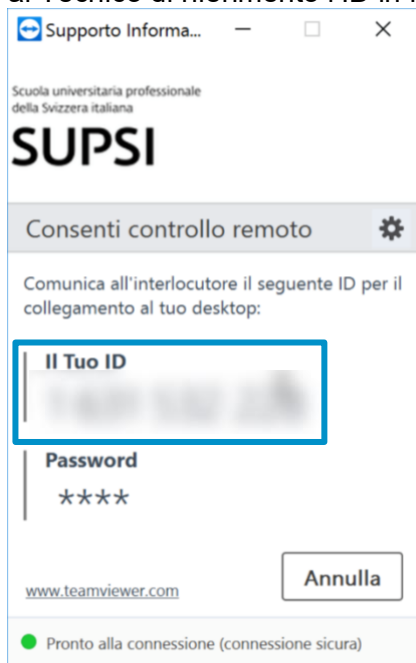 Supporto Informa...
Scuola universitaria professionale
della Svizzera italiana
SUPSI
Consenti controllo remoto
Comunica all'interlocutore il seguente ID per il
collegamento al tuo desktop:
Il Tuo ID
Password
****
Annulla
www.teamviewer.com
Pronto alla connessione (connessione sicura)